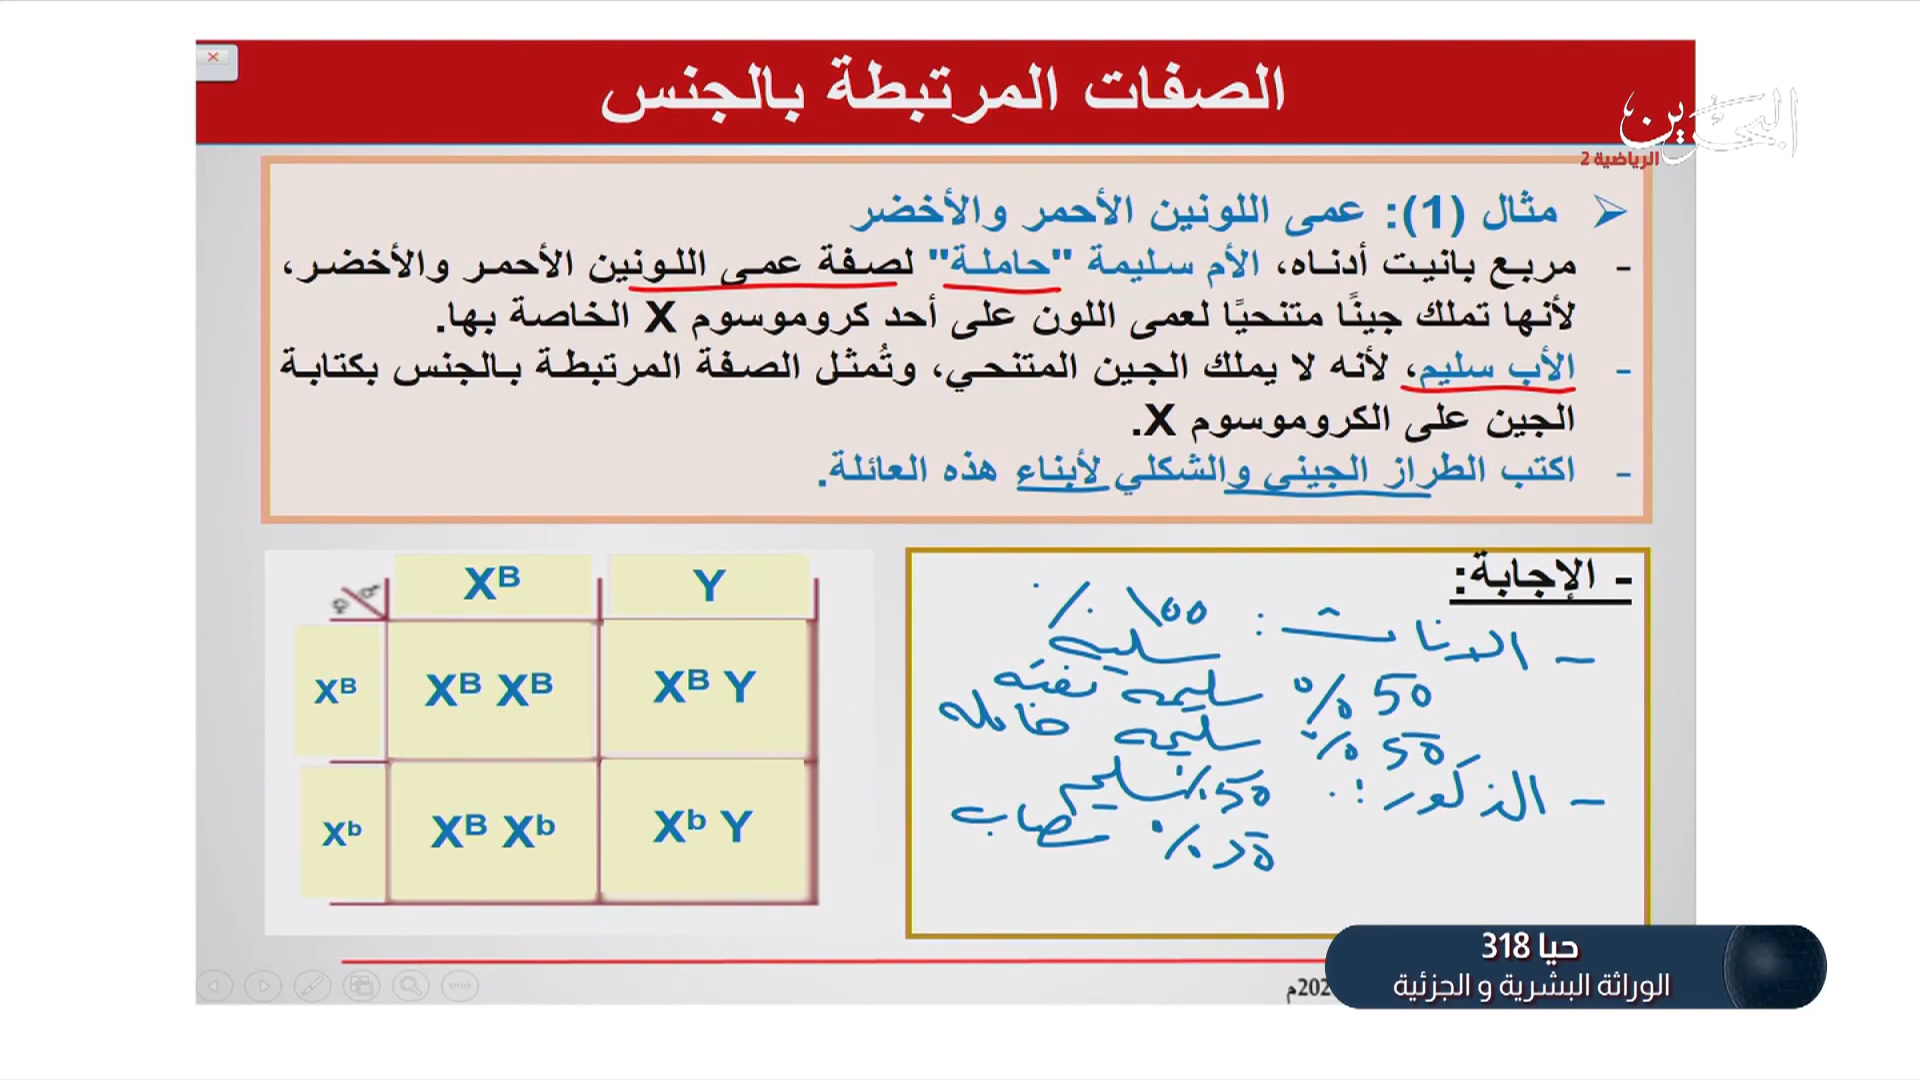 الصفات المرتبطة بالجنس
البحرين
الرياضية 2
مثال (1): عمى اللونين الأحمر والأخضر
- مربع بانيت أدناه، الأم سليمة "حاملة" لصفة عمى اللونين الأحمر والأخضر،
لأنها تملك جينًا متنحيًا لعمى اللون على أحد كروموسوم X الخاصة بها.
- الأب سليم، لأنه لا يملك الجين المتنحي، وتُمثل الصفة المرتبطة بالجنس بكتابة
الجين على الكروموسوم X.
- اكتب الطراز الجيني والشكلي لأبناء هذه العائلة.
- الإجابة:
- الإناث : 100 %
سليمة
50 % سليمة نقية
50 % سليمة حاملة
- الذكور : 50 % سليم
50 % مصاب
♂ ♀ Xᴮ Y
Xᴮ Xᴮ Xᴮ Xᴮ Y
Xᵇ Xᴮ Xᵇ Xᵇ Y
حيا 318
الوراثة البشرية و الجزئية